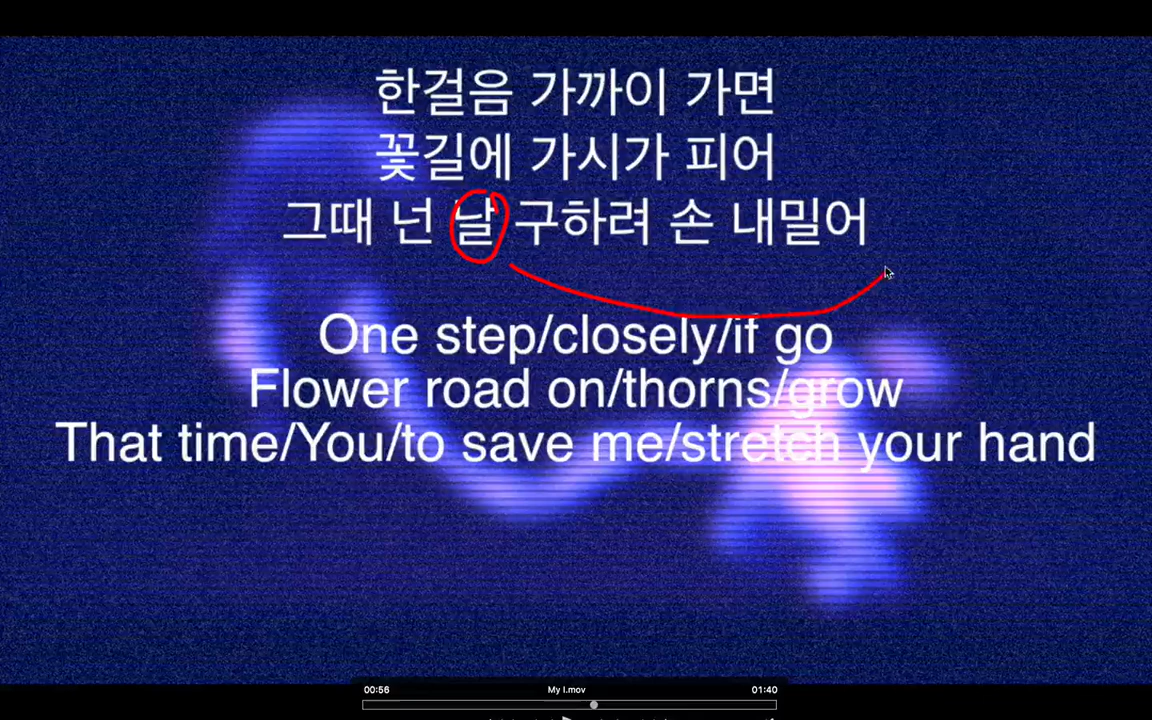 한걸음 가까이 가면
꽃길에 가시가 피어
그때 넌 날 구하려 손 내밀어
One step/closely/if go
Flower road on/thorns/grow
That time/You/to save me/stretch your hand
00:56 My I.mov 01:40